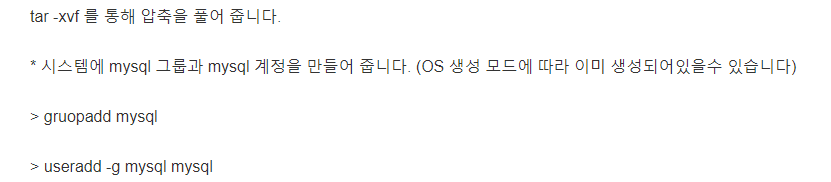 tar -xvf 를 통해 압축을 풀어 줍니다.
* 시스템에 mysql 그룹과 mysql 계정을 만들어 줍니다. (OS 생성 모드에 따라 이미 생성되어있을수 있습니다)
> gruopadd mysql
> useradd -g mysql mysql